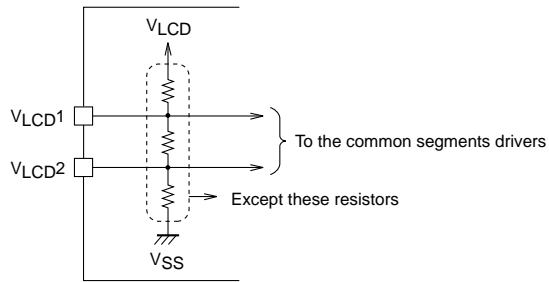 VLCD
VLCD1
To the common segments drivers
VLCD2
Except these resistors
VSS